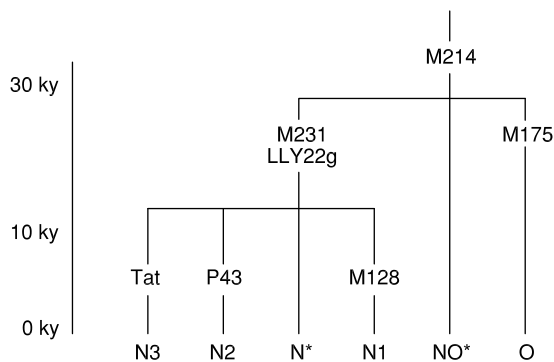 M214
30 ky
M231
LLY22g
M175
10 ky
Tat
P43
M128
0 ky
N3
N2
N*
N1
NO*
O